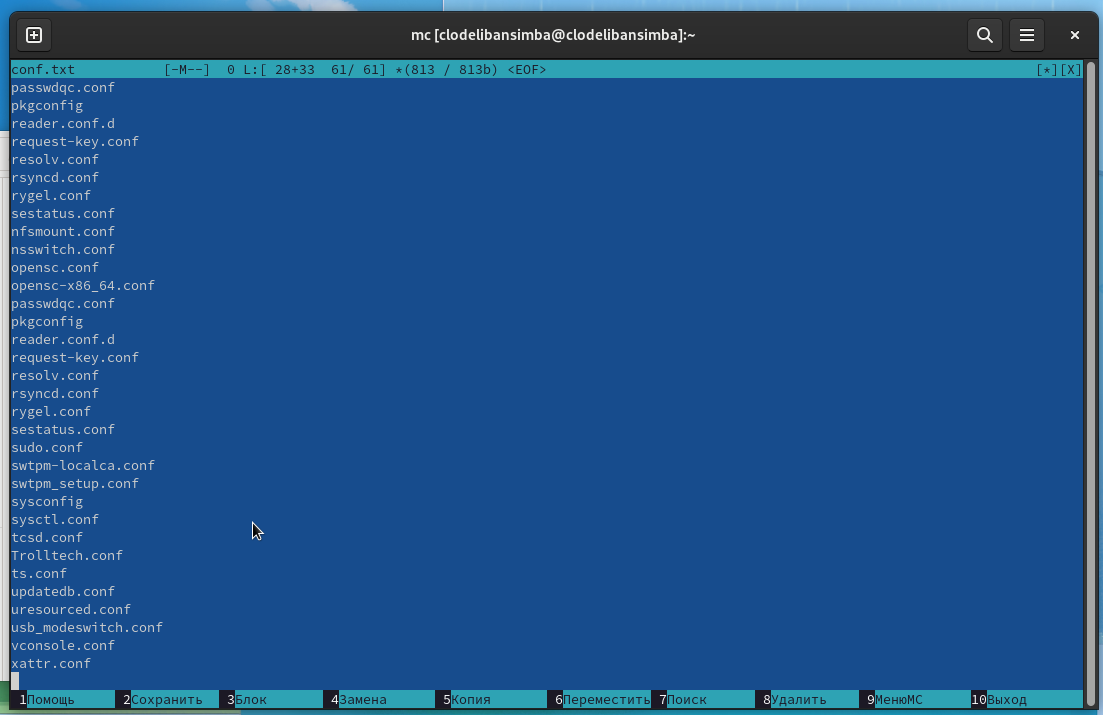 mc [clodelibansimba@clodelibansimba]:~
conf.txt [-M--] 0 L:[ 28+33 61/ 61] *(813 / 813b) <EOF> [*][X]
passwdqc.conf
pkgconfig
reader.conf.d
request-key.conf
resolv.conf
rsyncd.conf
rygel.conf
sestatus.conf
nfsmount.conf
nsswitch.conf
opensc.conf
opensc-x86_64.conf
passwdqc.conf
pkgconfig
reader.conf.d
request-key.conf
resolv.conf
rsyncd.conf
rygel.conf
sestatus.conf
sudo.conf
swtpm-localca.conf
swtpm_setup.conf
sysconfig
sysctl.conf
tcsd.conf
Trolltech.conf
ts.conf
updatedb.conf
uresourced.conf
usb_modeswitch.conf
vconsole.conf
xattr.conf
1Помощь 2Сохранить 3Блок 4Замена 5Копия 6Переместить 7Поиск 8Удалить 9МенюMC 10Выход